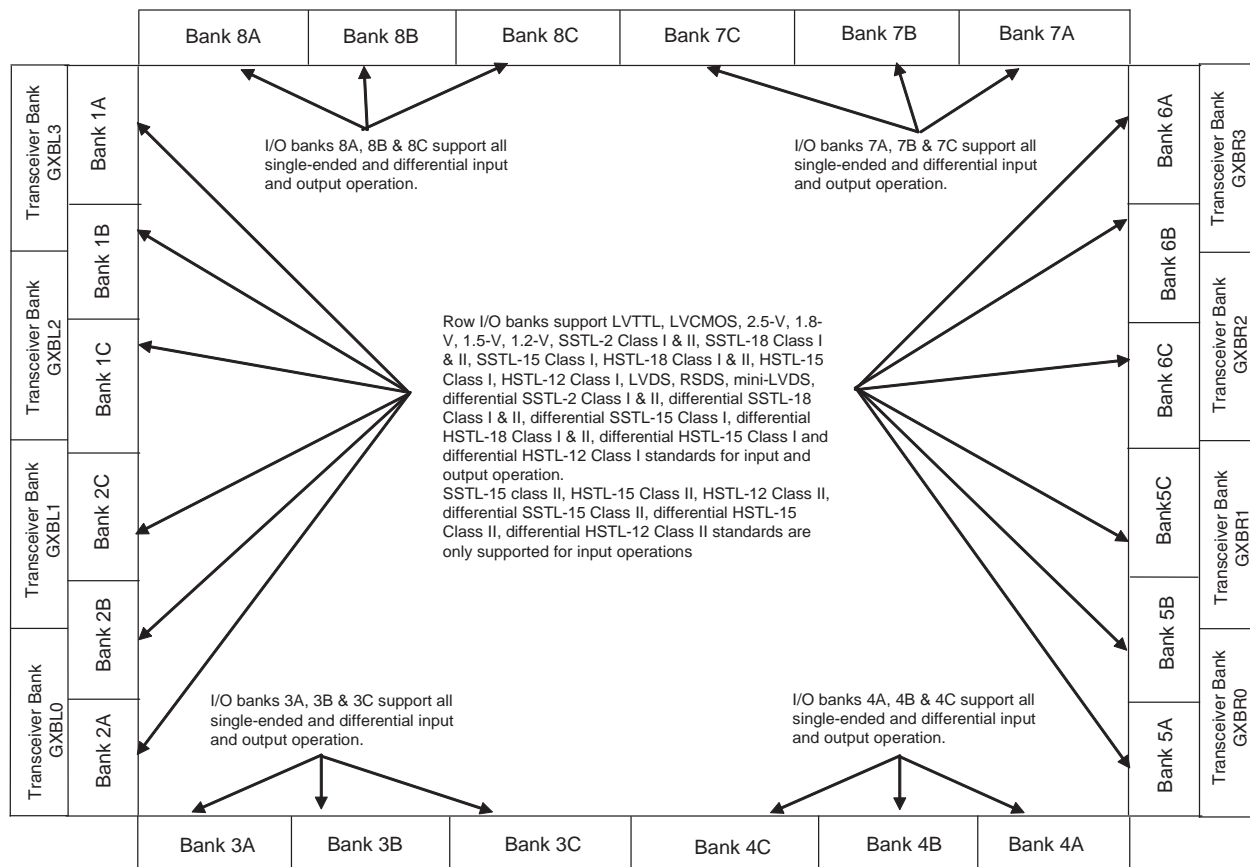 Bank 8A
Bank 8B
Bank 8C
Bank 7C
Bank 7B
Bank 7A
Transceiver Bank
GXBL3
Transceiver Bank
GXBL2
Transceiver Bank
GXBL1
Transceiver Bank
GXBL0
Bank 1A
Bank 1B
Bank 1C
Bank 2C
Bank 2B
Bank 2A
I/O banks 8A, 8B & 8C support all
single-ended and differential input
and output operation.
I/O banks 7A, 7B & 7C support all
single-ended and differential input
and output operation.
Row I/O banks support LVTTL, LVCMOS, 2.5-V, 1.8-
V, 1.5-V, 1.2-V, SSTL-2 Class I & II, SSTL-18 Class I
& II, SSTL-15 Class I, HSTL-18 Class I & II, HSTL-15
Class I, HSTL-12 Class I, LVDS, RSDS, mini-LVDS,
differential SSTL-2 Class I & II, differential SSTL-18
Class I & II, differential SSTL-15 Class I, differential
HSTL-18 Class I & II, differential HSTL-15 Class I and
differential HSTL-12 Class I standards for input and
output operation.
SSTL-15 class II, HSTL-15 Class II, HSTL-12 Class II,
differential SSTL-15 Class II, differential HSTL-15
Class II, differential HSTL-12 Class II standards are
only supported for input operations
I/O banks 3A, 3B & 3C support all
single-ended and differential input
and output operation.
I/O banks 4A, 4B & 4C support all
single-ended and differential input
and output operation.
Bank 6A
Bank 6B
Bank 6C
Bank5C
Bank 5B
Bank 5A
Transceiver Bank
GXBR3
Transceiver Bank
GXBR2
Transceiver Bank
GXBR1
Transceiver Bank
GXBR0
Bank 3A
Bank 3B
Bank 3C
Bank 4C
Bank 4B
Bank 4A